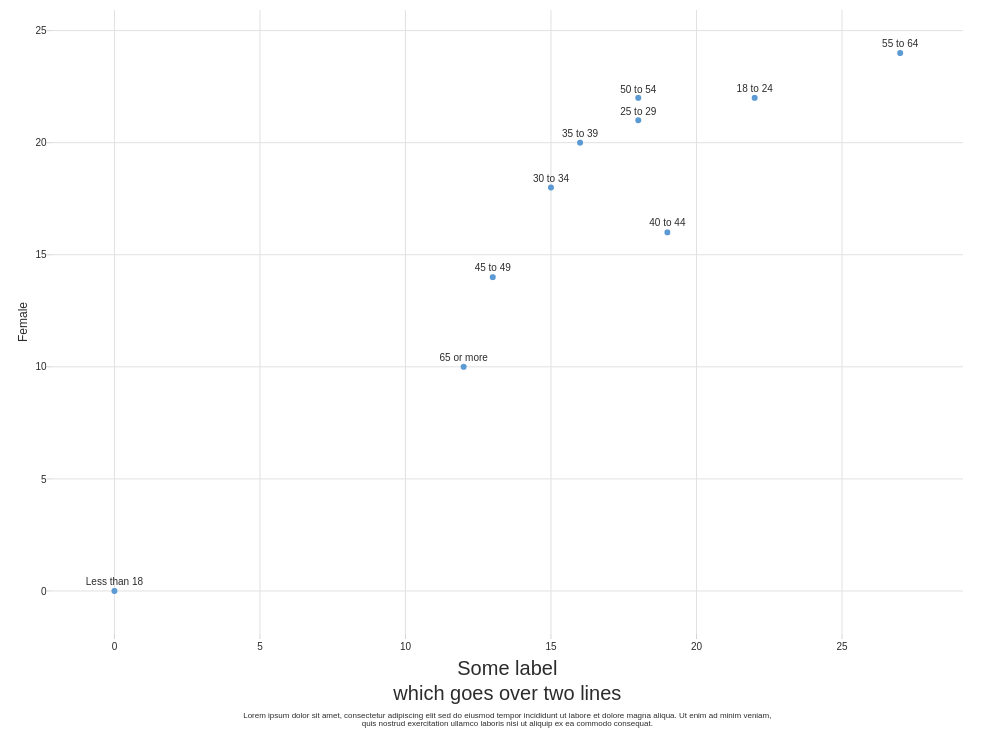 25
55 to 64
50 to 54
18 to 24
25 to 29
35 to 39
20
30 to 34
40 to 44
15
45 to 49
Female
65 or more
10
5
Less than 18
0
0 5 10 15 20 25
Some label
which goes over two lines
Lorem ipsum dolor sit amet, consectetur adipiscing elit sed do eiusmod tempor incididunt ut labore et dolore magna aliqua. Ut enim ad minim veniam,
quis nostrud exercitation ullamco laboris nisi ut aliquip ex ea commodo consequat.